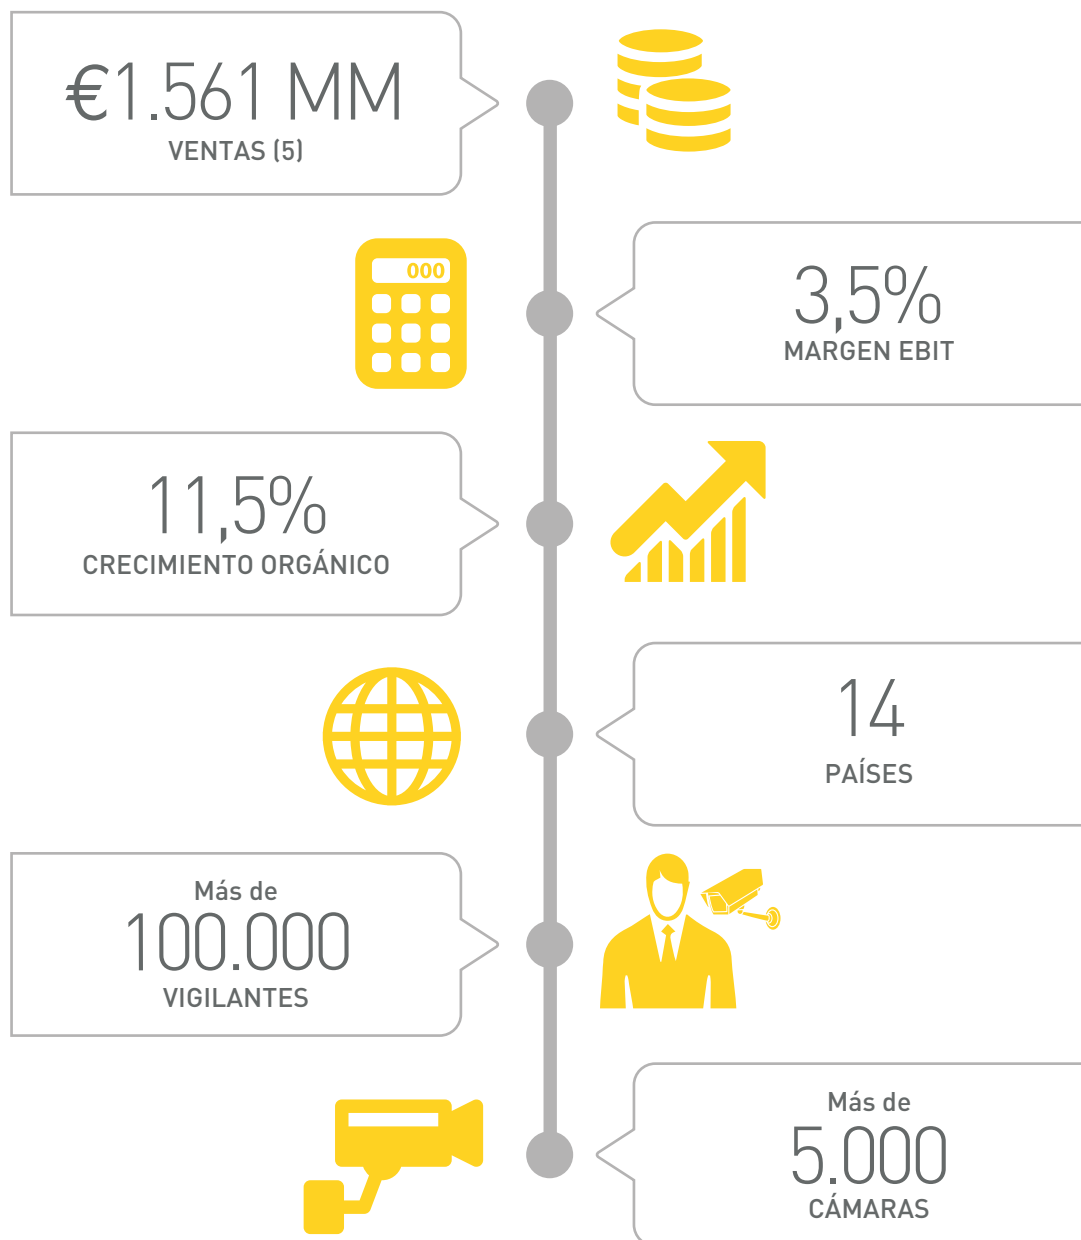 €1.561 MM
VENTAS (5)
000
3,5%
MARGEN EBIT
11,5%
CRECIMIENTO ORGÁNICO
14
PAÍSES
Más de
100.000
VIGILANTES
Más de
5.000
CÁMARAS